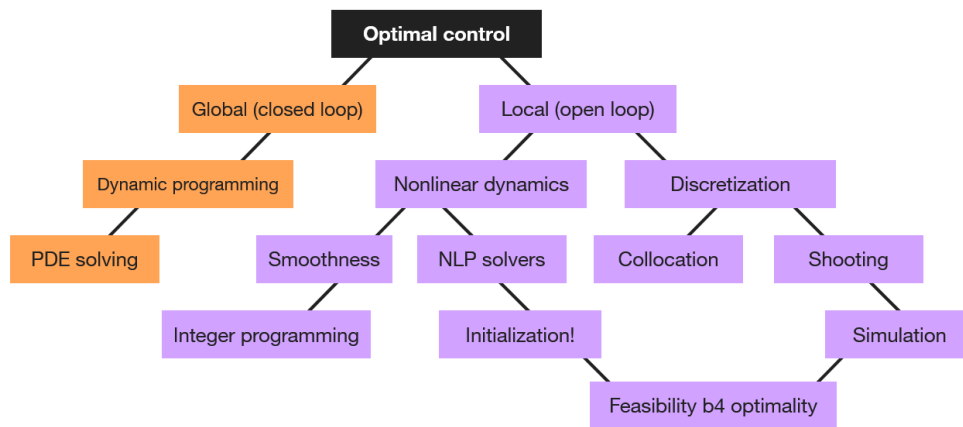 Optimal control
Global (closed loop)
Local (open loop)
Dynamic programming
Nonlinear dynamics
Discretization
PDE solving
Smoothness
NLP solvers
Collocation
Shooting
Integer programming
Initialization!
Simulation
Feasibility b4 optimality